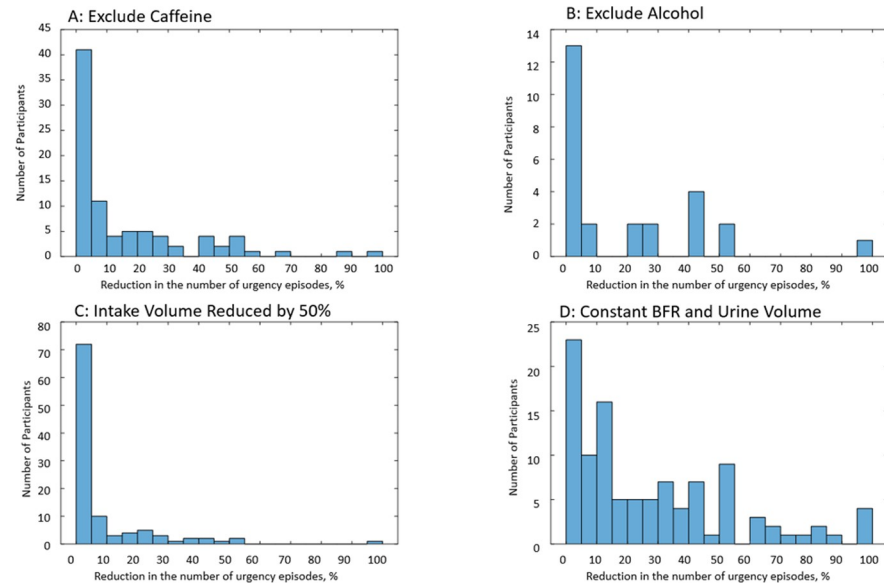 A: Exclude Caffeine
45
40
35
30
25
20
15
10
5
0
Number of Participants
0 10 20 30 40 50 60 70 80 90 100
Reduction in the number of urgency episodes, %
B: Exclude Alcohol
14
12
10
8
6
4
2
0
Number of Participants
0 10 20 30 40 50 60 70 80 90 100
Reduction in the number of urgency episodes, %
C: Intake Volume Reduced by 50%
80
70
60
50
40
30
20
10
0
Number of Participants
0 10 20 30 40 50 60 70 80 90 100
Reduction in the number of urgency episodes, %
D: Constant BFR and Urine Volume
25
20
15
10
5
0
Number of Participants
0 10 20 30 40 50 60 70 80 90 100
Reduction in the number of urgency episodes, %